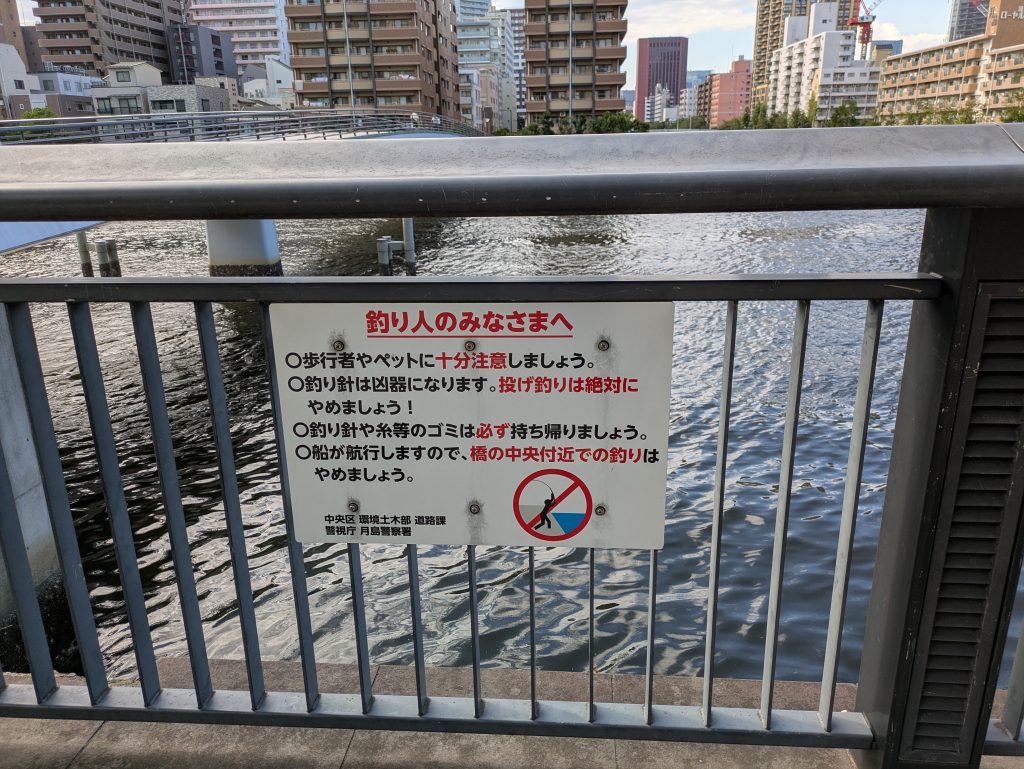 釣り人のみなさまへ
〇歩行者やペットに十分注意しましょう。
〇釣り針は凶器になります。投げ釣りは絶対に
やめましょう！
〇釣り針や糸等のゴミは必ず持ち帰りましょう。
〇船が航行しますので、橋の中央付近での釣りは
やめましょう。
中央区 環境土木部 道路課
警視庁 月島警察署